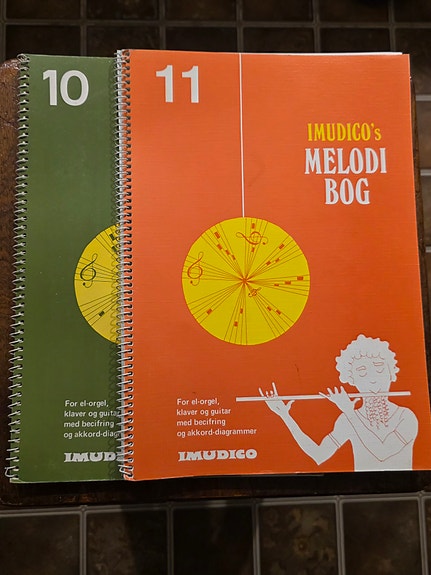 10
For el-orgel,
klaver og guitar
med becifring
og akkord-diag
IMUDICO
11
IMUDICO's
MELODI
BOG
For el-orgel,
klaver og guitar
med becifring
og akkord-diagrammer
IMUDICO